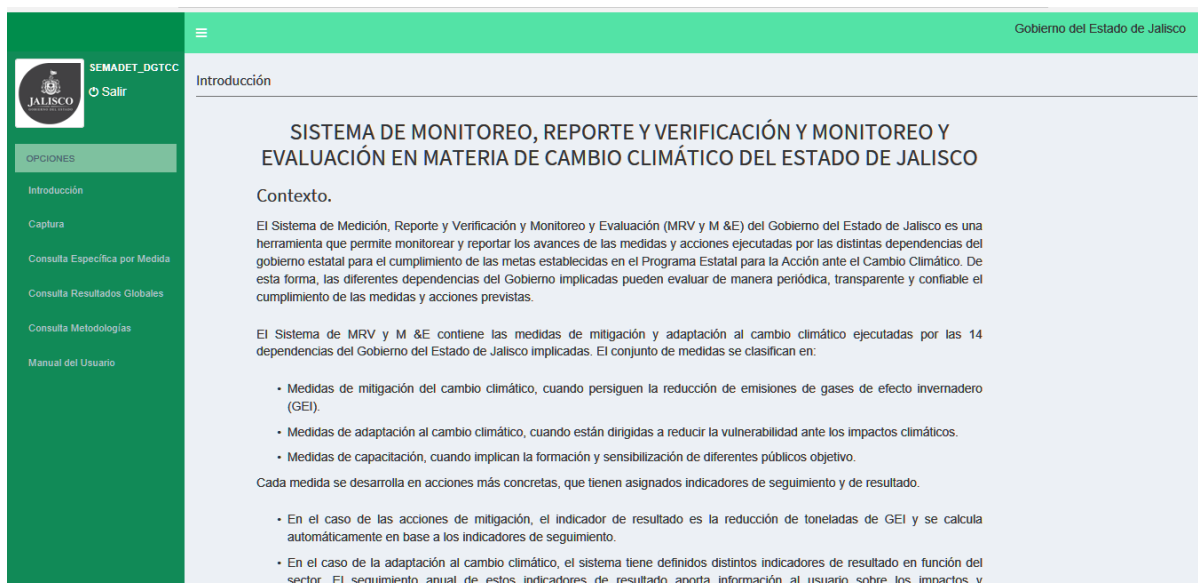 Gobierno del Estado de Jalisco
SEMADET_DGTCC
Salir
JALISCO
OPCIONES
Introducción
Captura
Consulta Específica por Medida
Consulta Resultados Globales
Consulta Metodologías
Manual del Usuario
Introducción
SISTEMA DE MONITOREO, REPORTE Y VERIFICACIÓN Y MONITOREO Y
EVALUACIÓN EN MATERIA DE CAMBIO CLIMÁTICO DEL ESTADO DE JALISCO
Contexto.
El Sistema de Medición, Reporte y Verificación y Monitoreo y Evaluación (MRV y M &E) del Gobierno del Estado de Jalisco es una
herramienta que permite monitorear y reportar los avances de las medidas y acciones ejecutadas por las distintas dependencias del
gobierno estatal para el cumplimiento de las metas establecidas en el Programa Estatal para la Acción ante el Cambio Climático. De
esta forma, las diferentes dependencias del Gobierno implicadas pueden evaluar de manera periódica, transparente y confiable el
cumplimiento de las medidas y acciones previstas.
El Sistema de MRV y M &E contiene las medidas de mitigación y adaptación al cambio climático ejecutadas por las 14
dependencias del Gobierno del Estado de Jalisco implicadas. El conjunto de medidas se clasifican en:
• Medidas de mitigación del cambio climático, cuando persiguen la reducción de emisiones de gases de efecto invernadero
(GEI).
• Medidas de adaptación al cambio climático, cuando están dirigidas a reducir la vulnerabilidad ante los impactos climáticos.
• Medidas de capacitación, cuando implican la formación y sensibilización de diferentes públicos objetivo.
Cada medida se desarrolla en acciones más concretas, que tienen asignados indicadores de seguimiento y de resultado.
• En el caso de las acciones de mitigación, el indicador de resultado es la reducción de toneladas de GEI y se calcula
automáticamente en base a los indicadores de seguimiento.
• En el caso de la adaptación al cambio climático, el sistema tiene definidos distintos indicadores de resultado en función del
sector. El seguimiento anual de estos indicadores de resultado aporta información al usuario sobre los impactos y